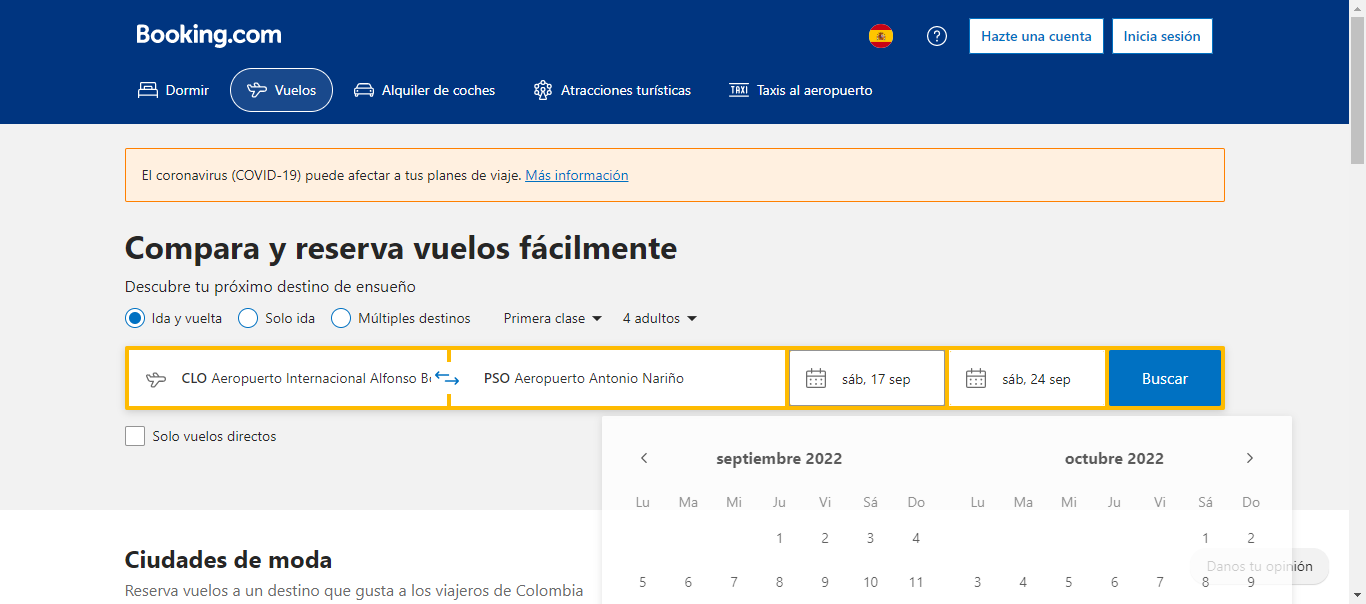 Booking.com
Hazte una cuenta
Inicia sesión
Dormir
Vuelos
Alquiler de coches
Atracciones turísticas
TAXI Taxis al aeropuerto
El coronavirus (COVID-19) puede afectar a tus planes de viaje. Más información
Compara y reserva vuelos fácilmente
Descubre tu próximo destino de ensueño
Ida y vuelta Solo ida Múltiples destinos Primera clase 4 adultos
CLO Aeropuerto Internacional Alfonso PSO Aeropuerto Antonio Nariño sáb, 17 sep sáb, 24 sep Buscar
Solo vuelos directos
septiembre 2022 octubre 2022
Lu Ma Mi Ju Vi Sá Do Lu Ma Mi Ju Vi Sá Do
1 2 3 4 1 2
5 6 7 8 9 10 11 3 4 5 6 7 8 9
Danos tu opinión
Ciudades de moda
Reserva vuelos a un destino que gusta a los viajeros de Colombia